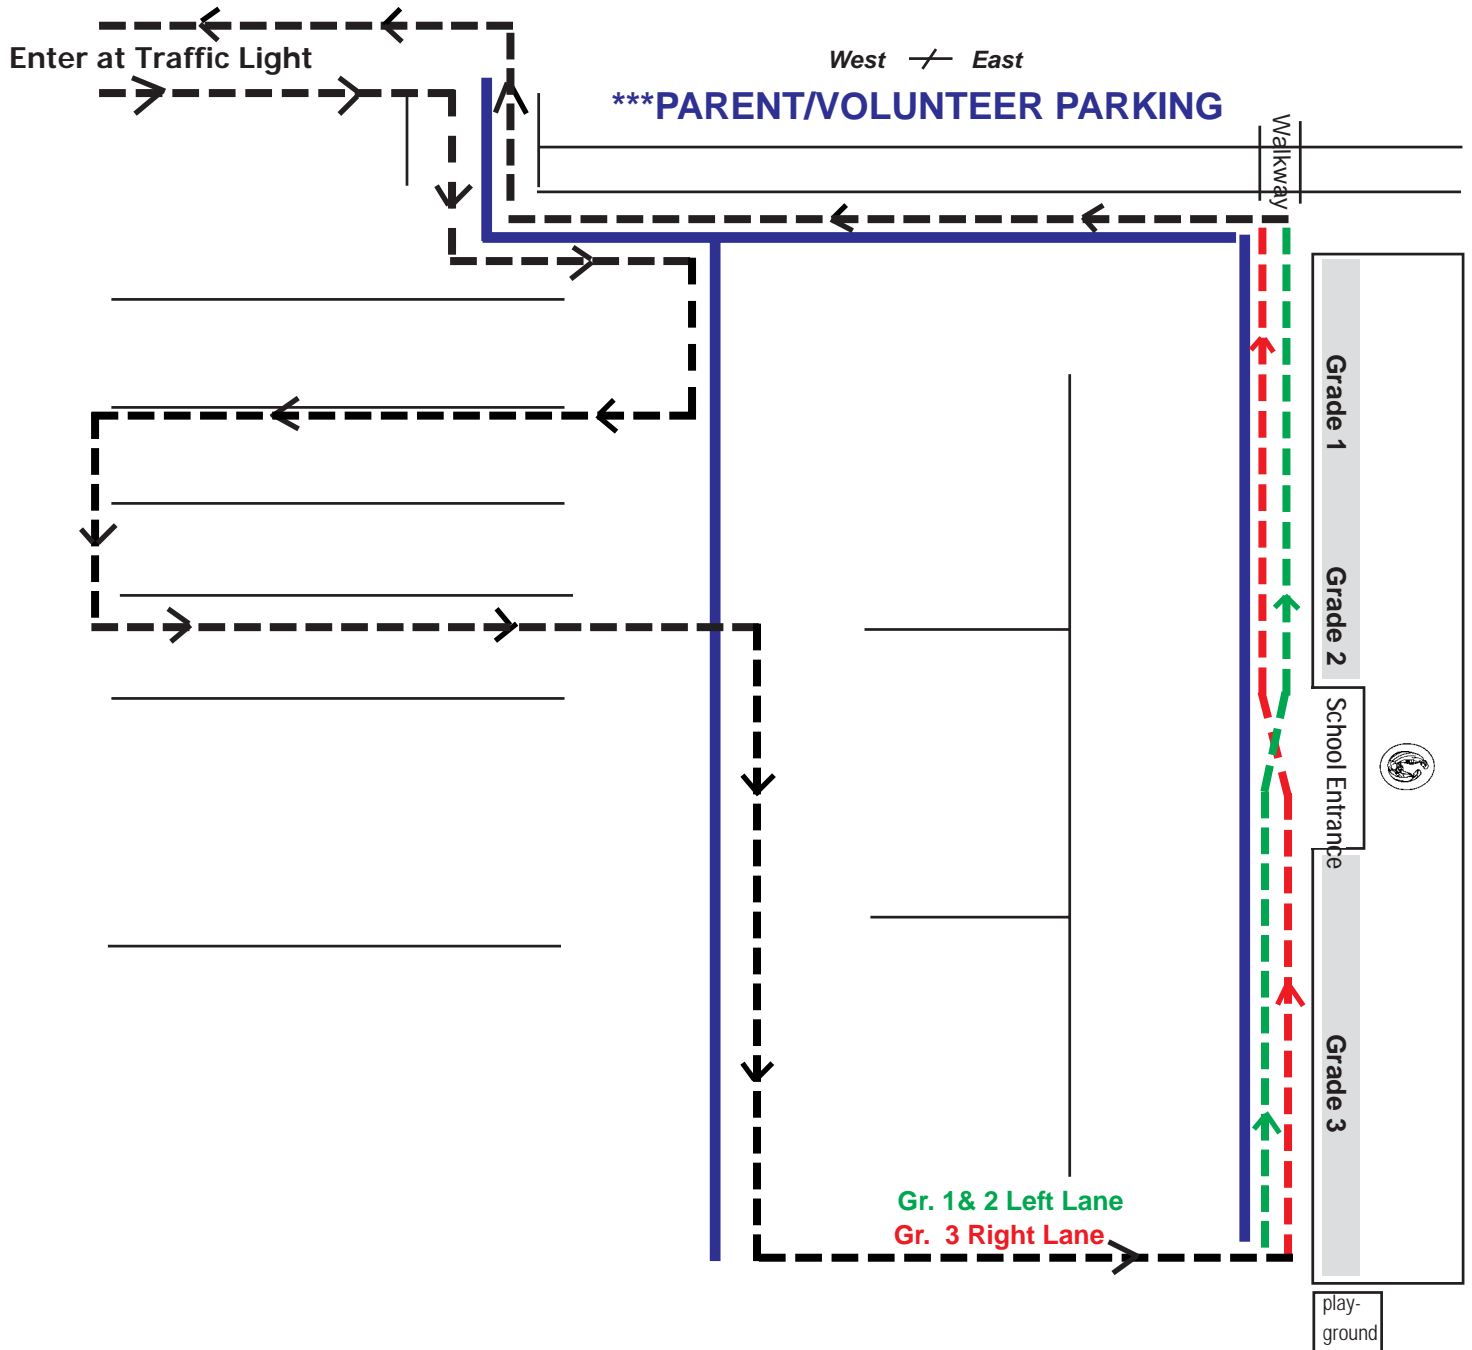 Enter at Traffic Light
West East
***PARENT/VOLUNTEER PARKING
Walkway
Grade 1
Grade 2
School Entrance
Grade 3
Gr. 1& 2 Left Lane
Gr. 3 Right Lane
play-
ground